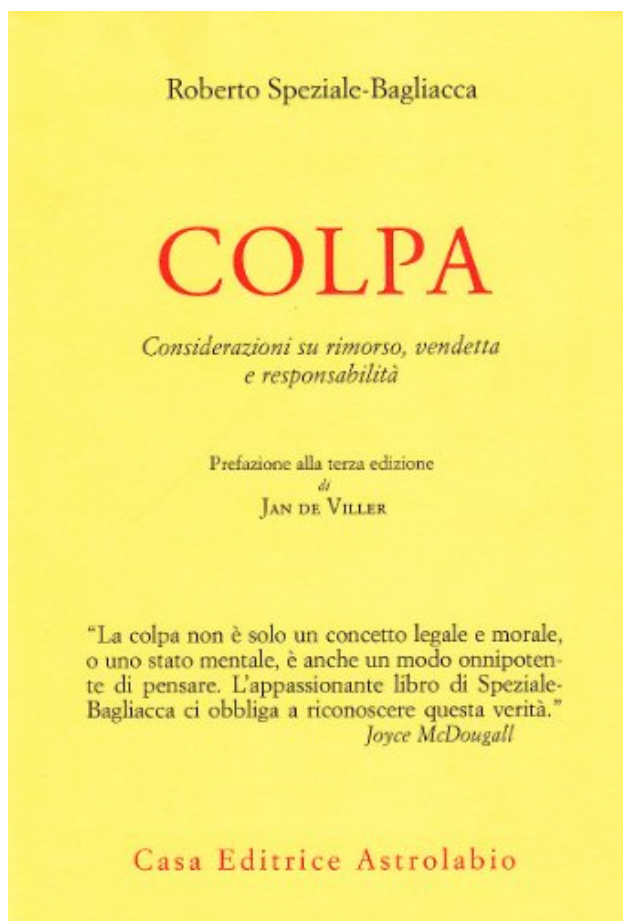 Roberto Speziale-Bagliacca
COLPA
Considerazioni su rimorso, vendetta
e responsabilità
Prefazione alla terza edizione
di
JAN DE VILLER
“La colpa non è solo un concetto legale e morale,
o uno stato mentale, è anche un modo onnipoten-
te di pensare. L'appassionante libro di Speziale-
Bagliacca ci obbliga a riconoscere questa verità.”
Joyce McDougall
Casa Editrice Astrolabio